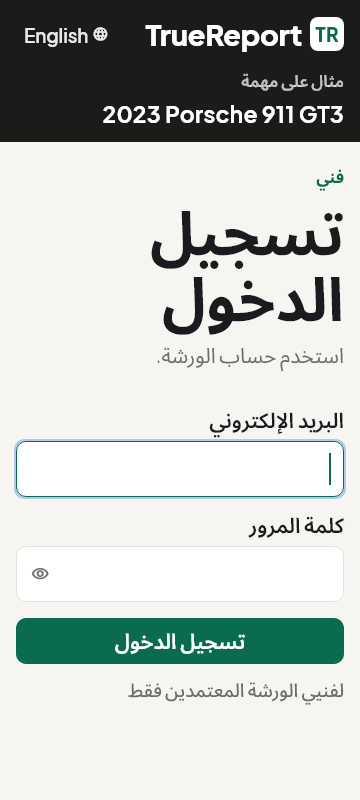 TR TrueReport
English
مثال على مهمة
2023 Porsche 911 GT3
فني
تسجيل
الدخول
استخدم حساب الورشة.
البريد الإلكتروني
كلمة المرور
تسجيل الدخول
لفنيي الورشة المعتمدين فقط